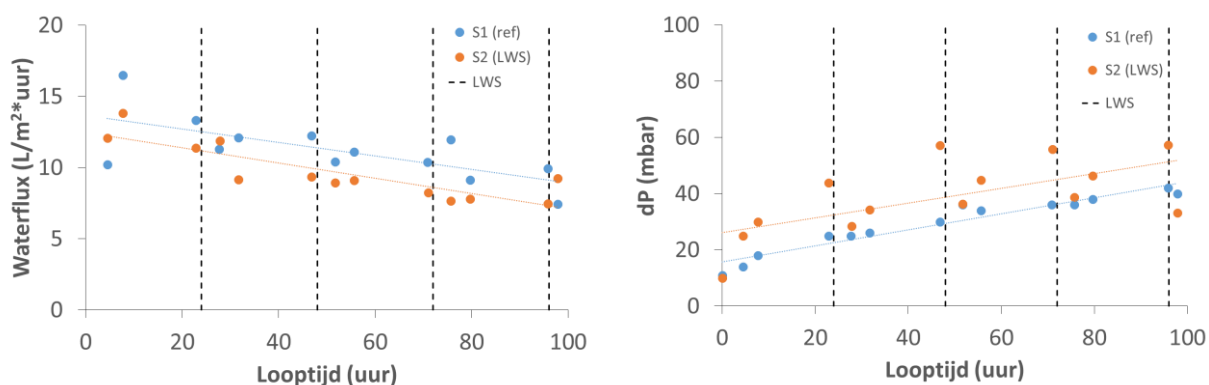 20
15
10
5
0
Waterflux (L/m²*uur)
0 20 40 60 80 100
Looptijd (uur)
S1 (ref)
S2 (LWS)
LWS
100
80
60
40
20
0
dP (mbar)
0 20 40 60 80 100
Looptijd (uur)
S1 (ref)
S2 (LWS)
LWS